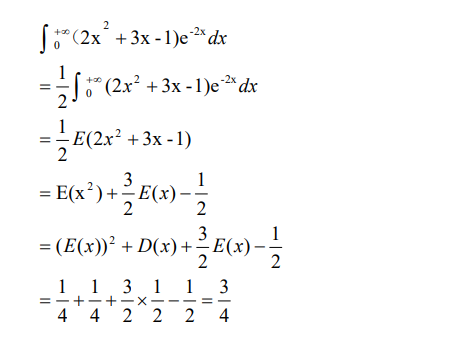 ∫₀⁺∞(2x² + 3x - 1)e⁻²ˣ dx
= 1/2 ∫₀⁺∞(2x² + 3x - 1)e⁻²ˣ dx
= 1/2 E(2x² + 3x - 1)
= E(x²) + 3/2 E(x) - 1/2
= (E(x))² + D(x) + 3/2 E(x) - 1/2
= 1/4 + 1/4 + 3/2 × 1/2 - 1/2 = 3/4